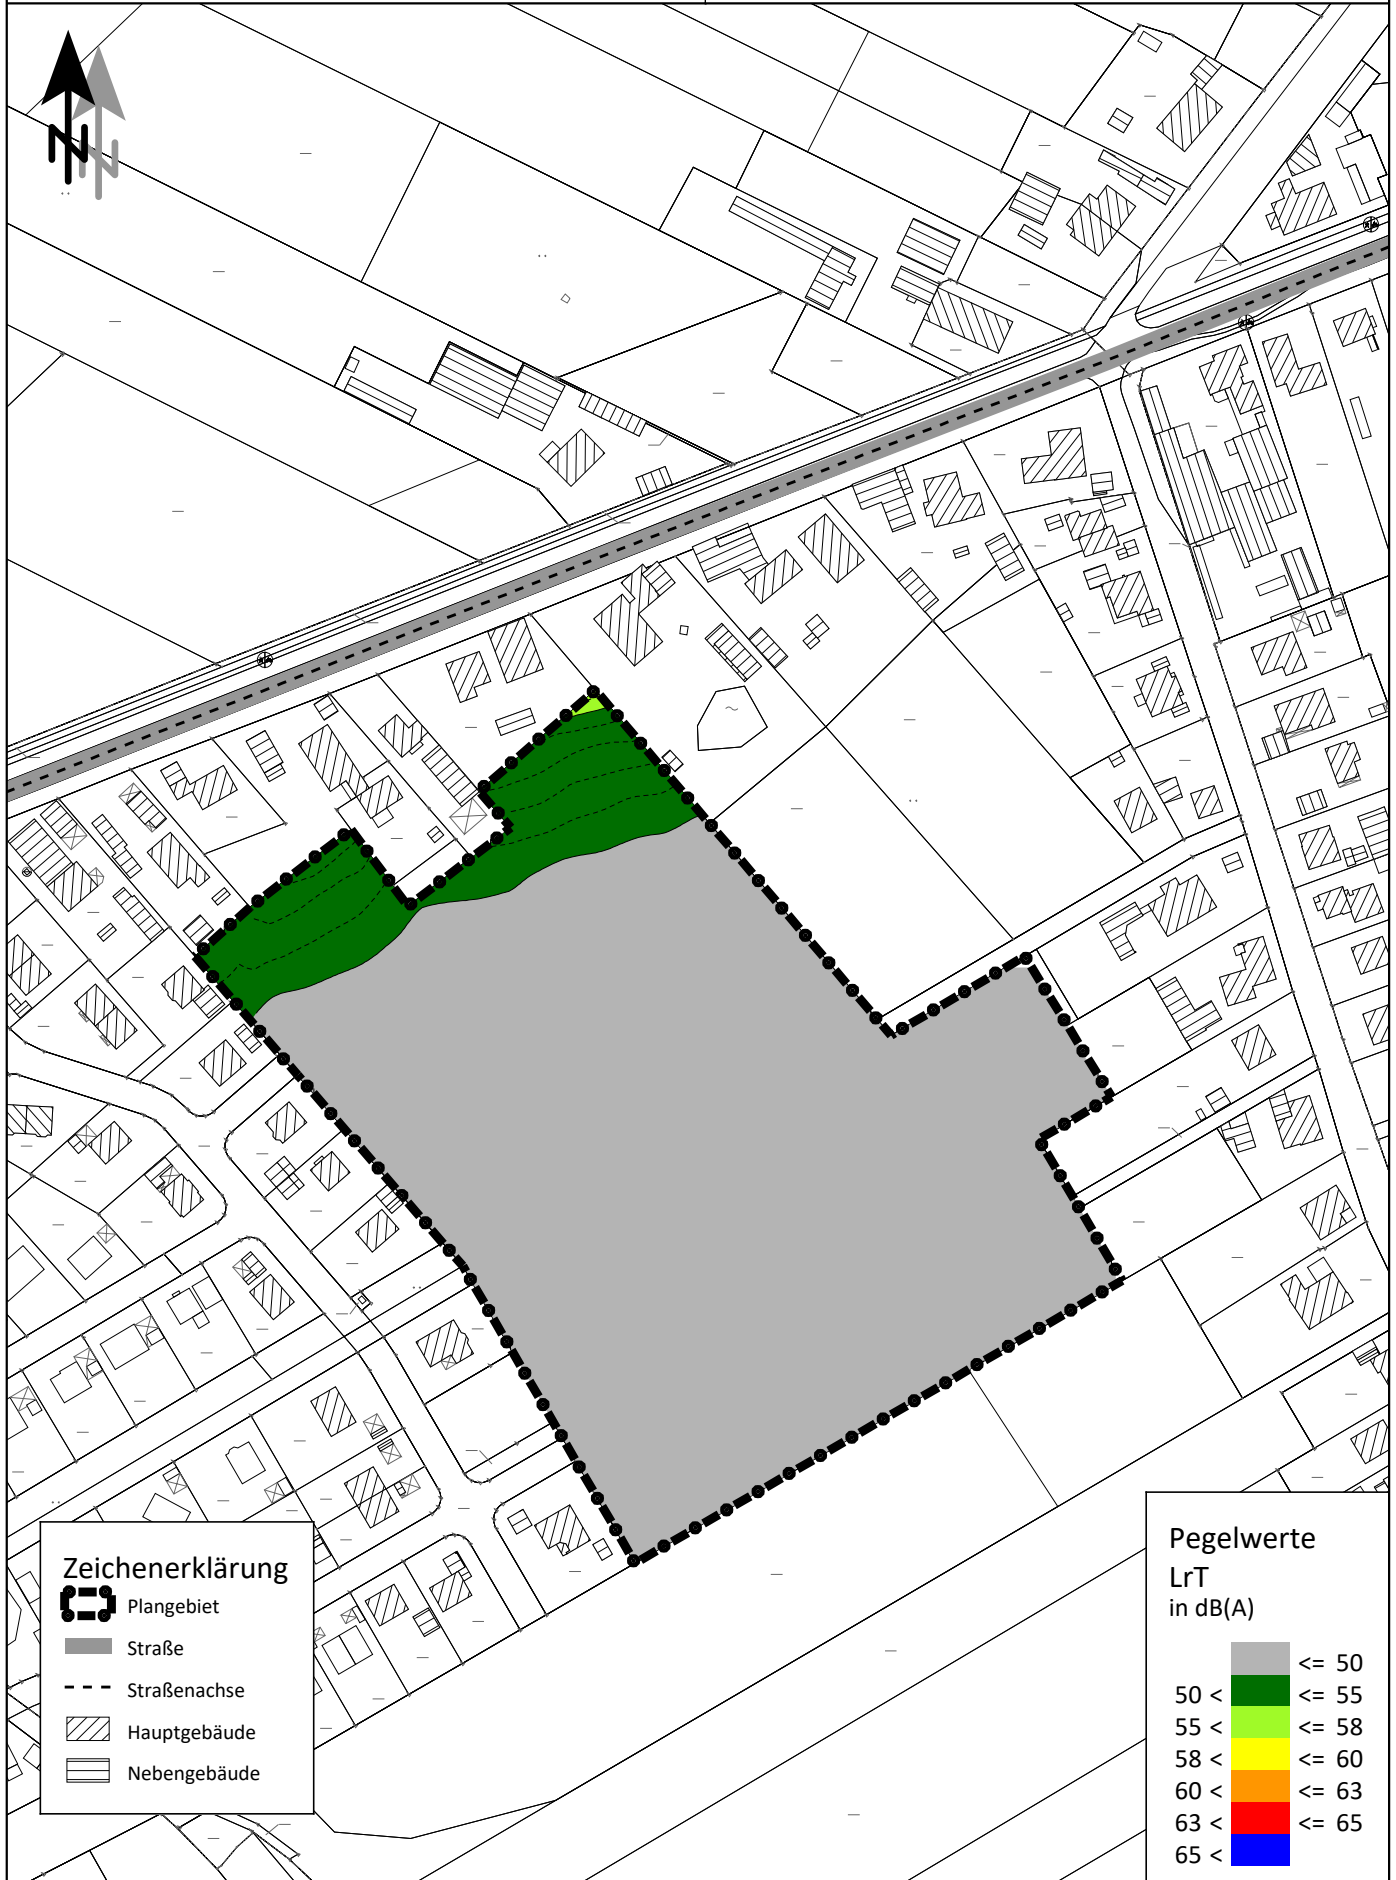 N
Zeichenerklärung
Plangebiet
Straße
Straßenachse
Hauptgebäude
Nebengebäude
Pegelwerte
LrT
in dB(A)
<= 50
50 < <= 55
55 < <= 58
58 < <= 60
60 < <= 63
63 < <= 65
65 <